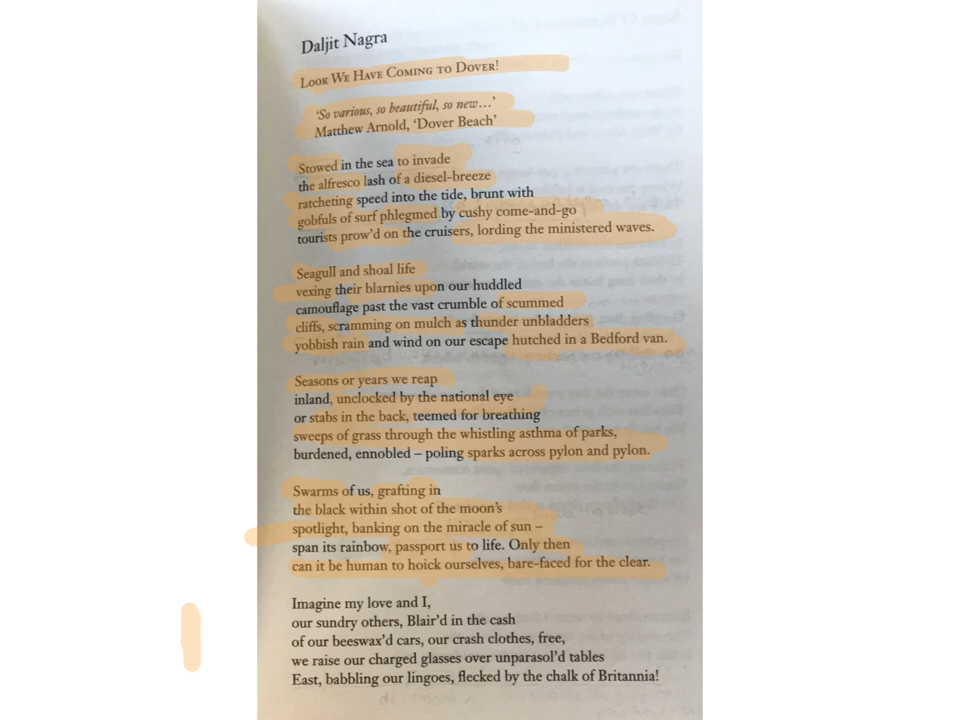 Daljit Nagra
Look We Have Coming to Dover!
‘So various, so beautiful, so new…’
Matthew Arnold, ‘Dover Beach’
Stowed in the sea to invade
the alfresco lash of a diesel-breeze
ratcheting speed into the tide, brunt with
gobfuls of surf phlegmed by cushy come-and-go
tourists prow’d on the cruisers, lording the ministered waves.
Seagull and shoal life
vexing their blarnies upon our huddled
camouflage past the vast crumble of scummed
cliffs, scramming on mulch as thunder unbladders
yobbish rain and wind on our escape hutched in a Bedford van.
Seasons or years we reap
inland, unclocked by the national eye
or stabs in the back, teemed for breathing
sweeps of grass through the whistling asthma of parks,
burdened, ennobled – poling sparks across pylon and pylon.
Swarms of us, grafting in
the black within shot of the moon’s
spotlight, banking on the miracle of sun –
span its rainbow, passport us to life. Only then
can it be human to hoick ourselves, bare-faced for the clear.
Imagine my love and I,
our sundry others, Blair’d in the cash
of our beeswax’d cars, our crash clothes, free,
we raise our charged glasses over unparasol’d tables
East, babbling our lingoes, flecked by the chalk of Britannia!